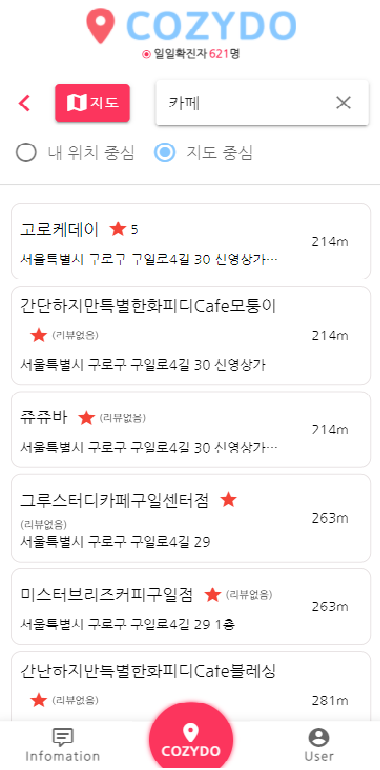 COZYDO
일일확진자 621명
지도
카페
내 위치 중심
지도 중심
고로케데이 5
서울특별시 구로구 구일로4길 30 신영상가...
214m
간단하지만특별한화피디Cafe모퉁이
(리뷰없음)
서울특별시 구로구 구일로4길 30 신영상가
214m
쥬쥬바 (리뷰없음)
서울특별시 구로구 구일로4길 30 신영상가...
214m
그루스터디카페구일센터점
(리뷰없음)
서울특별시 구로구 구일로4길 29
263m
미스터브리즈커피구일점 (리뷰없음)
서울특별시 구로구 구일로4길 29 1층
263m
간단하지만특별한화피디Cafe블레싱
(리뷰없음)
281m
Infomation
COZYDO
User